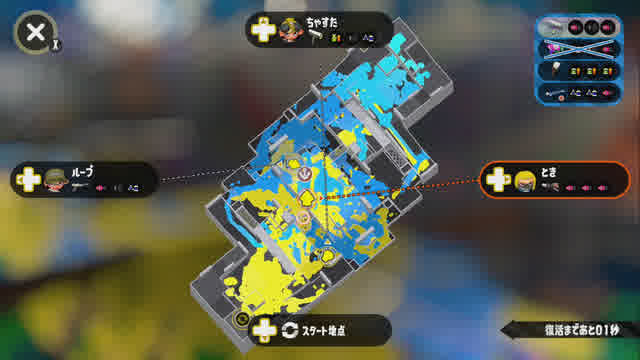 ちゃすた
ループ
とき
スタート地点
復活まであと01秒